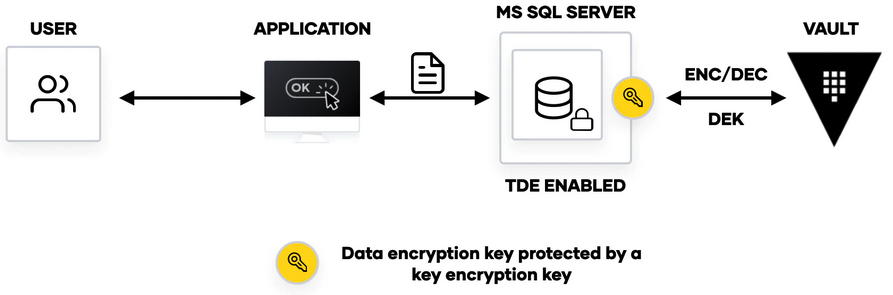 USER
APPLICATION
MS SQL SERVER
VAULT
OK
ENC/DEC
DEK
TDE ENABLED
Data encryption key protected by a
key encryption key